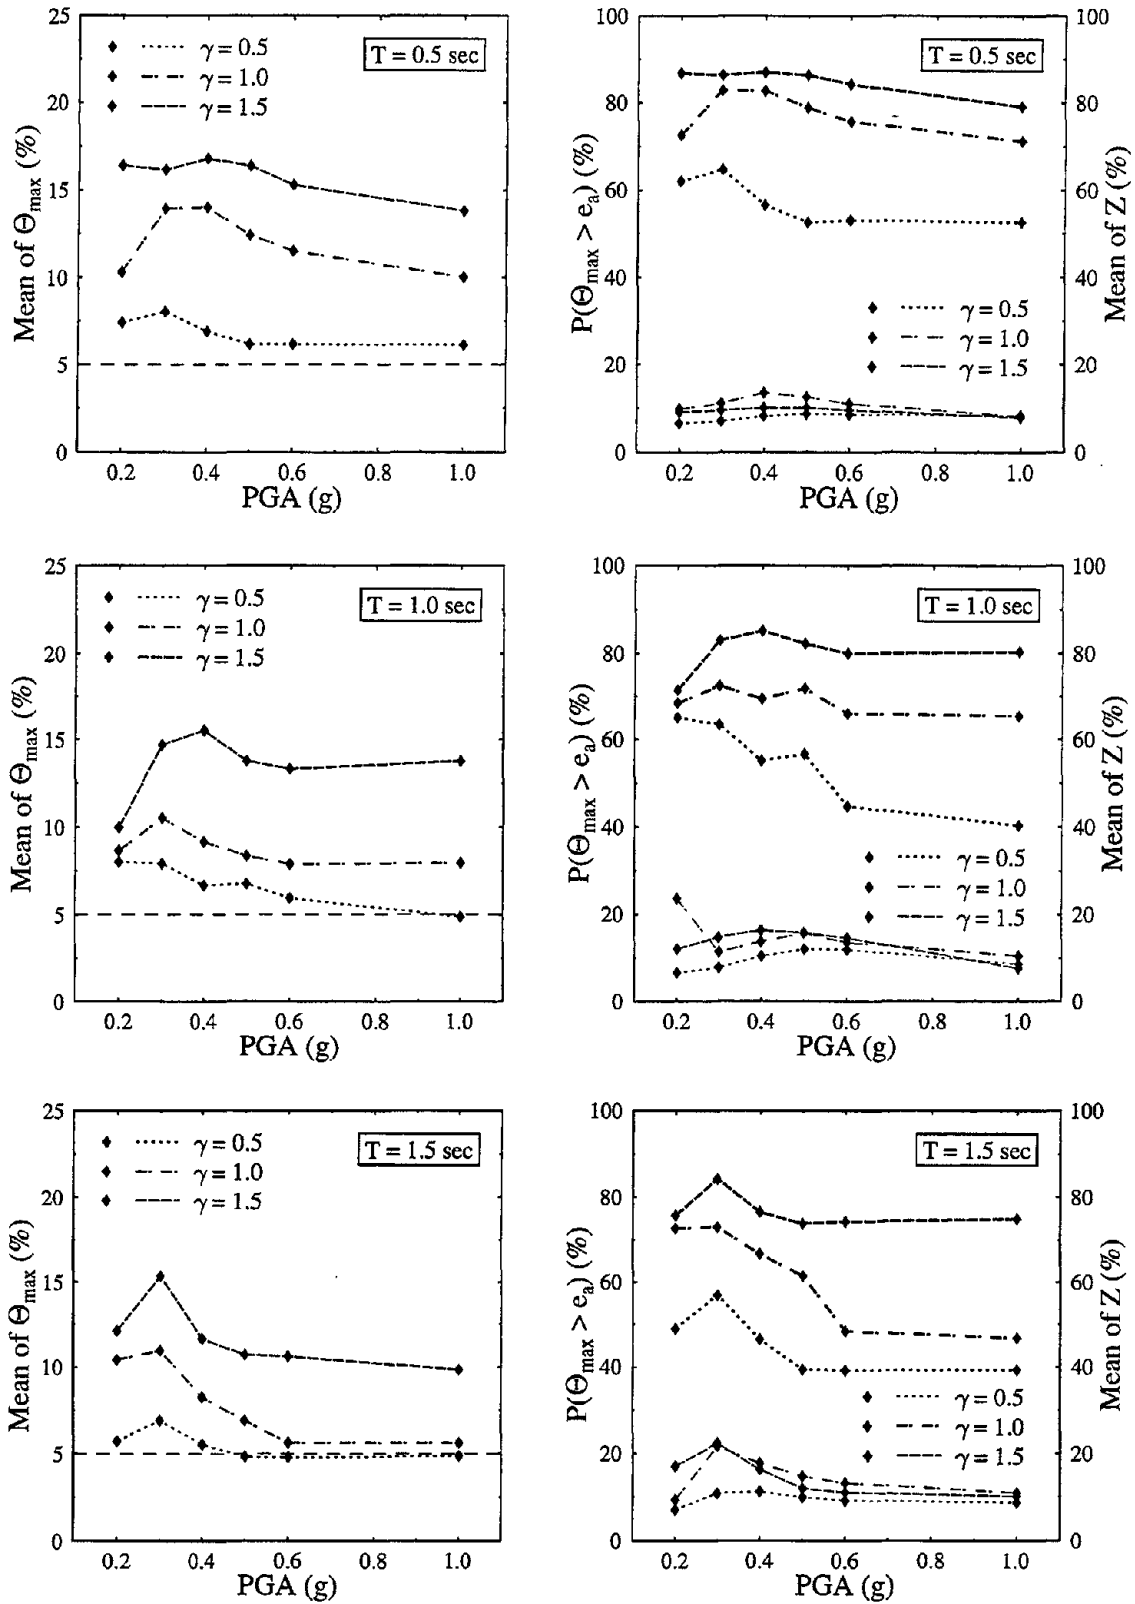 25
20
15
10
5
0
Mean of Θmax (%)
γ = 0.5
γ = 1.0
γ = 1.5
T = 0.5 sec
0.2 0.4 0.6 0.8 1.0
PGA (g)
100
80
60
40
20
0
P(Θmax > ea) (%)
T = 0.5 sec
γ = 0.5
γ = 1.0
γ = 1.5
100
80
60
40
20
0
Mean of Z (%)
0.2 0.4 0.6 0.8 1.0
PGA (g)
25
20
15
10
5
0
Mean of Θmax (%)
γ = 0.5
γ = 1.0
γ = 1.5
T = 1.0 sec
0.2 0.4 0.6 0.8 1.0
PGA (g)
100
80
60
40
20
0
P(Θmax > ea) (%)
T = 1.0 sec
γ = 0.5
γ = 1.0
γ = 1.5
100
80
60
40
20
0
Mean of Z (%)
0.2 0.4 0.6 0.8 1.0
PGA (g)
25
20
15
10
5
0
Mean of Θmax (%)
γ = 0.5
γ = 1.0
γ = 1.5
T = 1.5 sec
0.2 0.4 0.6 0.8 1.0
PGA (g)
100
80
60
40
20
0
P(Θmax > ea) (%)
T = 1.5 sec
γ = 0.5
γ = 1.0
γ = 1.5
100
80
60
40
20
0
Mean of Z (%)
0.2 0.4 0.6 0.8 1.0
PGA (g)